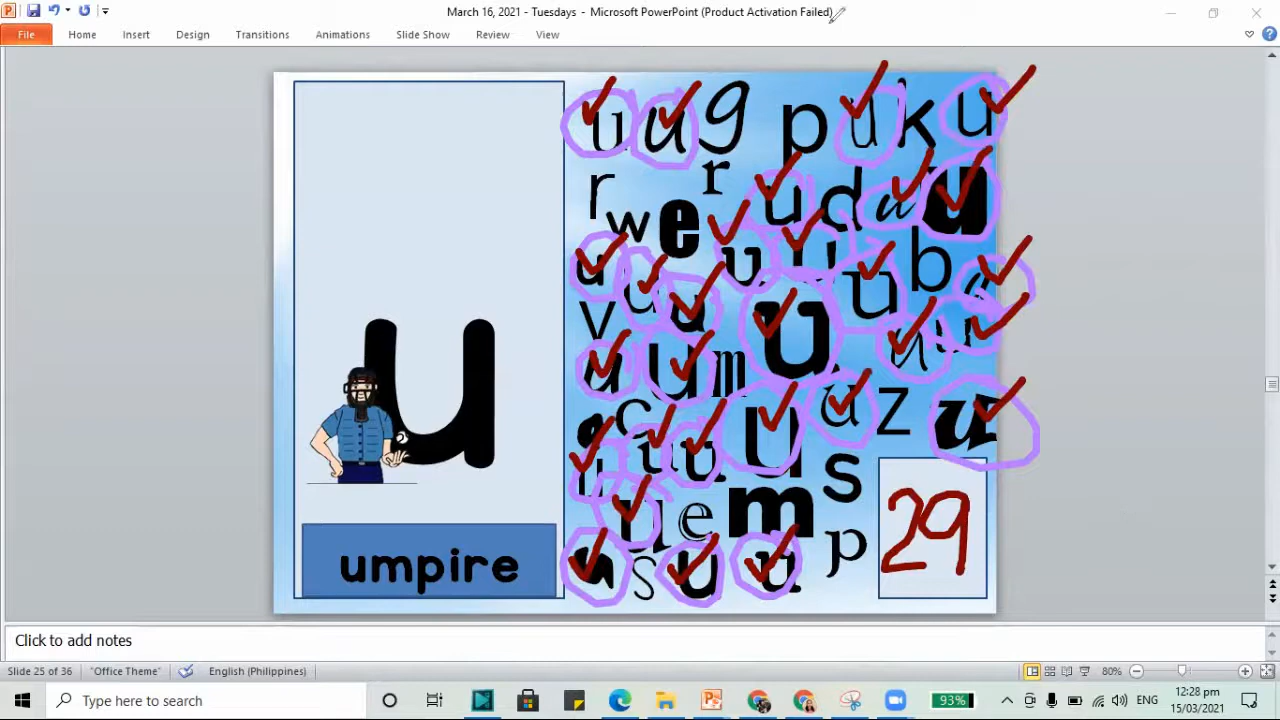 March 16, 2021 - Tuesdays - Microsoft PowerPoint (Product Activation Failed)
File Home Insert Design Transitions Animations Slide Show Review View
u u g p u k u
r r u d u u
w e u u b
u u u u
v u u u u
u u m
c u u u u z u
s
u e m
29
p
umpire
u s u u
Click to add notes
Slide 25 of 36 "Office Theme" English (Philippines) 80%
Type here to search 93% ENG 12:28 pm
15/03/2021